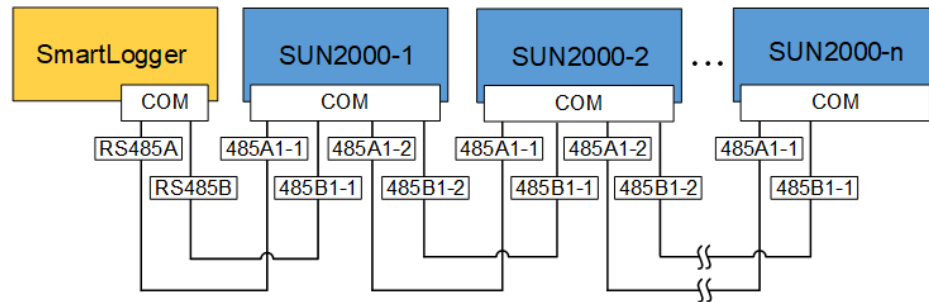 SmartLogger
SUN2000-1
SUN2000-2
...
SUN2000-n
COM
COM
COM
COM
RS485A
485A1-1
485A1-2
485A1-1
485A1-2
485A1-1
RS485B
485B1-1
485B1-2
485B1-1
485B1-2
485B1-1